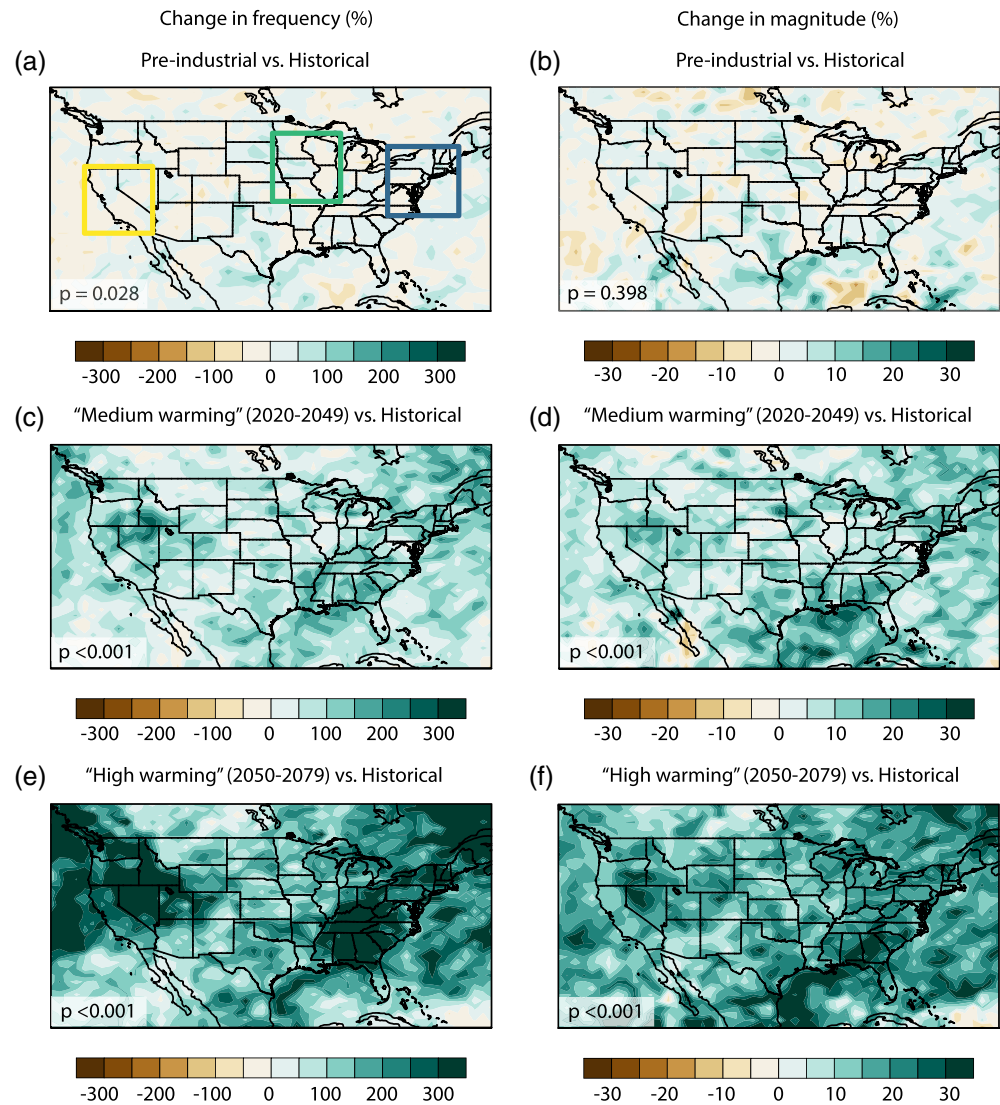 Change in frequency (%)
Change in magnitude (%)
(a)
Pre-industrial vs. Historical
(b)
Pre-industrial vs. Historical
p = 0.028
p = 0.398
-300 -200 -100 0 100 200 300
-30 -20 -10 0 10 20 30
(c)
“Medium warming” (2020-2049) vs. Historical
(d)
“Medium warming” (2020-2049) vs. Historical
p <0.001
p <0.001
-300 -200 -100 0 100 200 300
-30 -20 -10 0 10 20 30
(e)
“High warming” (2050-2079) vs. Historical
(f)
“High warming” (2050-2079) vs. Historical
p <0.001
p <0.001
-300 -200 -100 0 100 200 300
-30 -20 -10 0 10 20 30